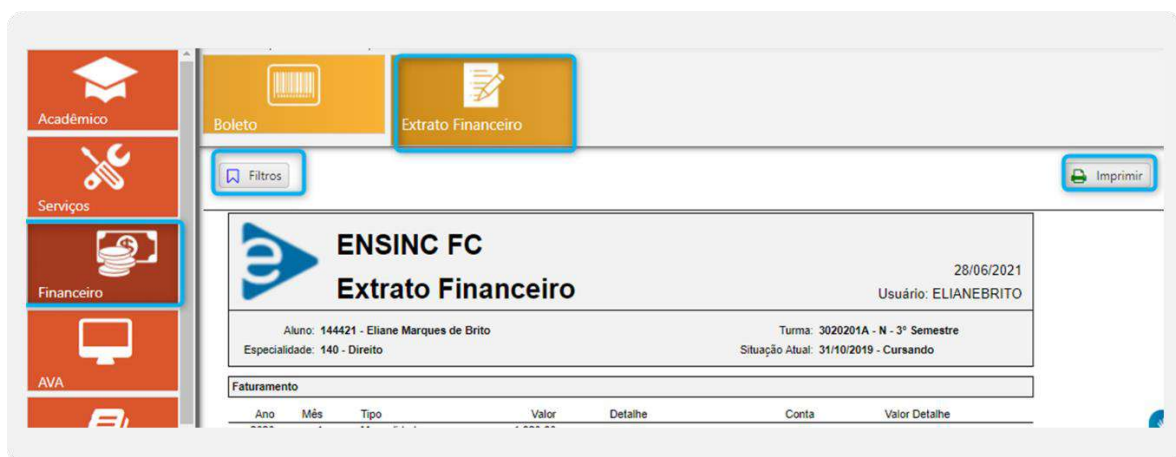 Acadêmico
Serviços
Financeiro
AVA
Boleto
Extrato Financeiro
Filtros
Imprimir
ENSINC FC
Extrato Financeiro
28/06/2021
Usuário: ELIANEBRITO
Aluno: 144421 - Eliane Marques de Brito
Turma: 3020201A - N - 3º Semestre
Especialidade: 140 - Direito
Situação Atual: 31/10/2019 - Cursando
Faturamento
Ano Mês Tipo Valor Detalhe Conta Valor Detalhe